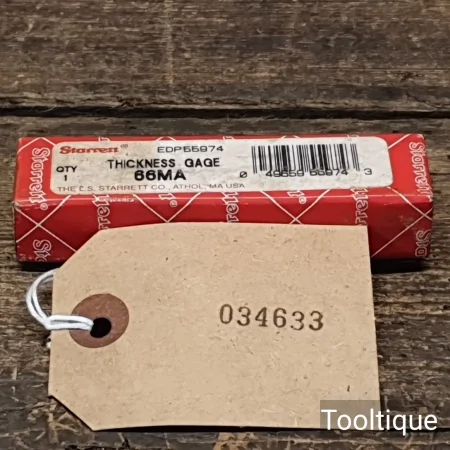 Starrett®
EDP55974
THICKNESS GAGE
QTY
1
66MA
THE L.S. STARRETT CO., ATHOL, MA USA
0 49659 55974 3
Starrett
034633
Tooltique